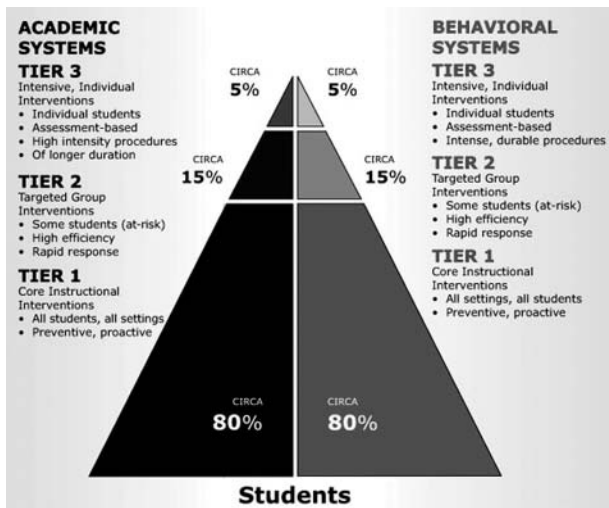 ACADEMIC
SYSTEMS
TIER 3
Intensive, Individual
Interventions
• Individual students
• Assessment-based
• High intensity procedures
• Of longer duration
TIER 2
Targeted Group
Interventions
• Some students (at-risk)
• High efficiency
• Rapid response
TIER 1
Core Instructional
Interventions
• All students, all settings
• Preventive, proactive
CIRCA
5%
CIRCA
15%
CIRCA
80%
CIRCA
5%
CIRCA
15%
CIRCA
80%
BEHAVIORAL
SYSTEMS
TIER 3
Intensive, Individual
Interventions
• Individual students
• Assessment-based
• Intense, durable procedures
TIER 2
Targeted Group
Interventions
• Some students (at-risk)
• High efficiency
• Rapid response
TIER 1
Core Instructional
Interventions
• All settings, all students
• Preventive, proactive
Students